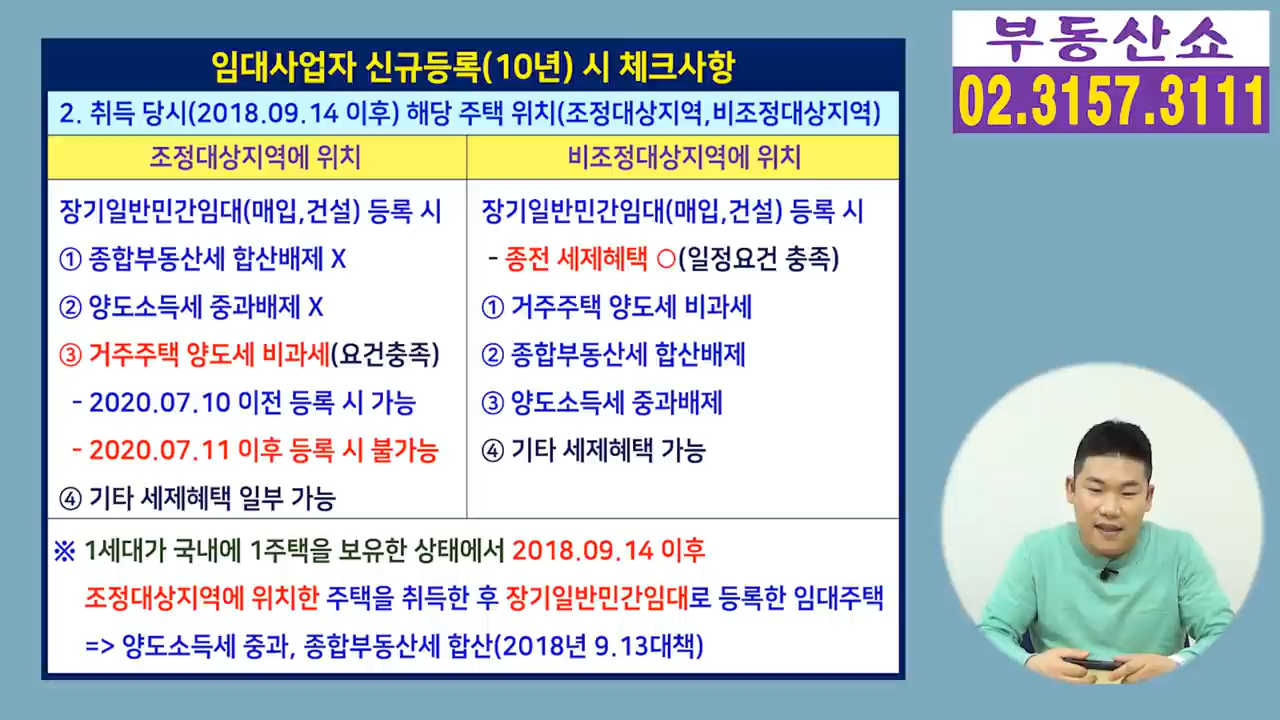 부동산쇼
02.3157.3111
임대사업자 신규등록(10년) 시 체크사항
2. 취득 당시(2018.09.14 이후) 해당 주택 위치(조정대상지역,비조정대상지역)
조정대상지역에 위치
장기일반민간임대(매입,건설) 등록 시
① 종합부동산세 합산배제 X
② 양도소득세 중과배제 X
③ 거주주택 양도세 비과세(요건충족)
- 2020.07.10 이전 등록 시 가능
- 2020.07.11 이후 등록 시 불가능
④ 기타 세제혜택 일부 가능
비조정대상지역에 위치
장기일반민간임대(매입,건설) 등록 시
- 종전 세제혜택 ○(일정요건 충족)
① 거주주택 양도세 비과세
② 종합부동산세 합산배제
③ 양도소득세 중과배제
④ 기타 세제혜택 가능
※ 1세대가 국내에 1주택을 보유한 상태에서 2018.09.14 이후
조정대상지역에 위치한 주택을 취득한 후 장기일반민간임대로 등록한 임대주택
=> 양도소득세 중과, 종합부동산세 합산(2018년 9.13대책)